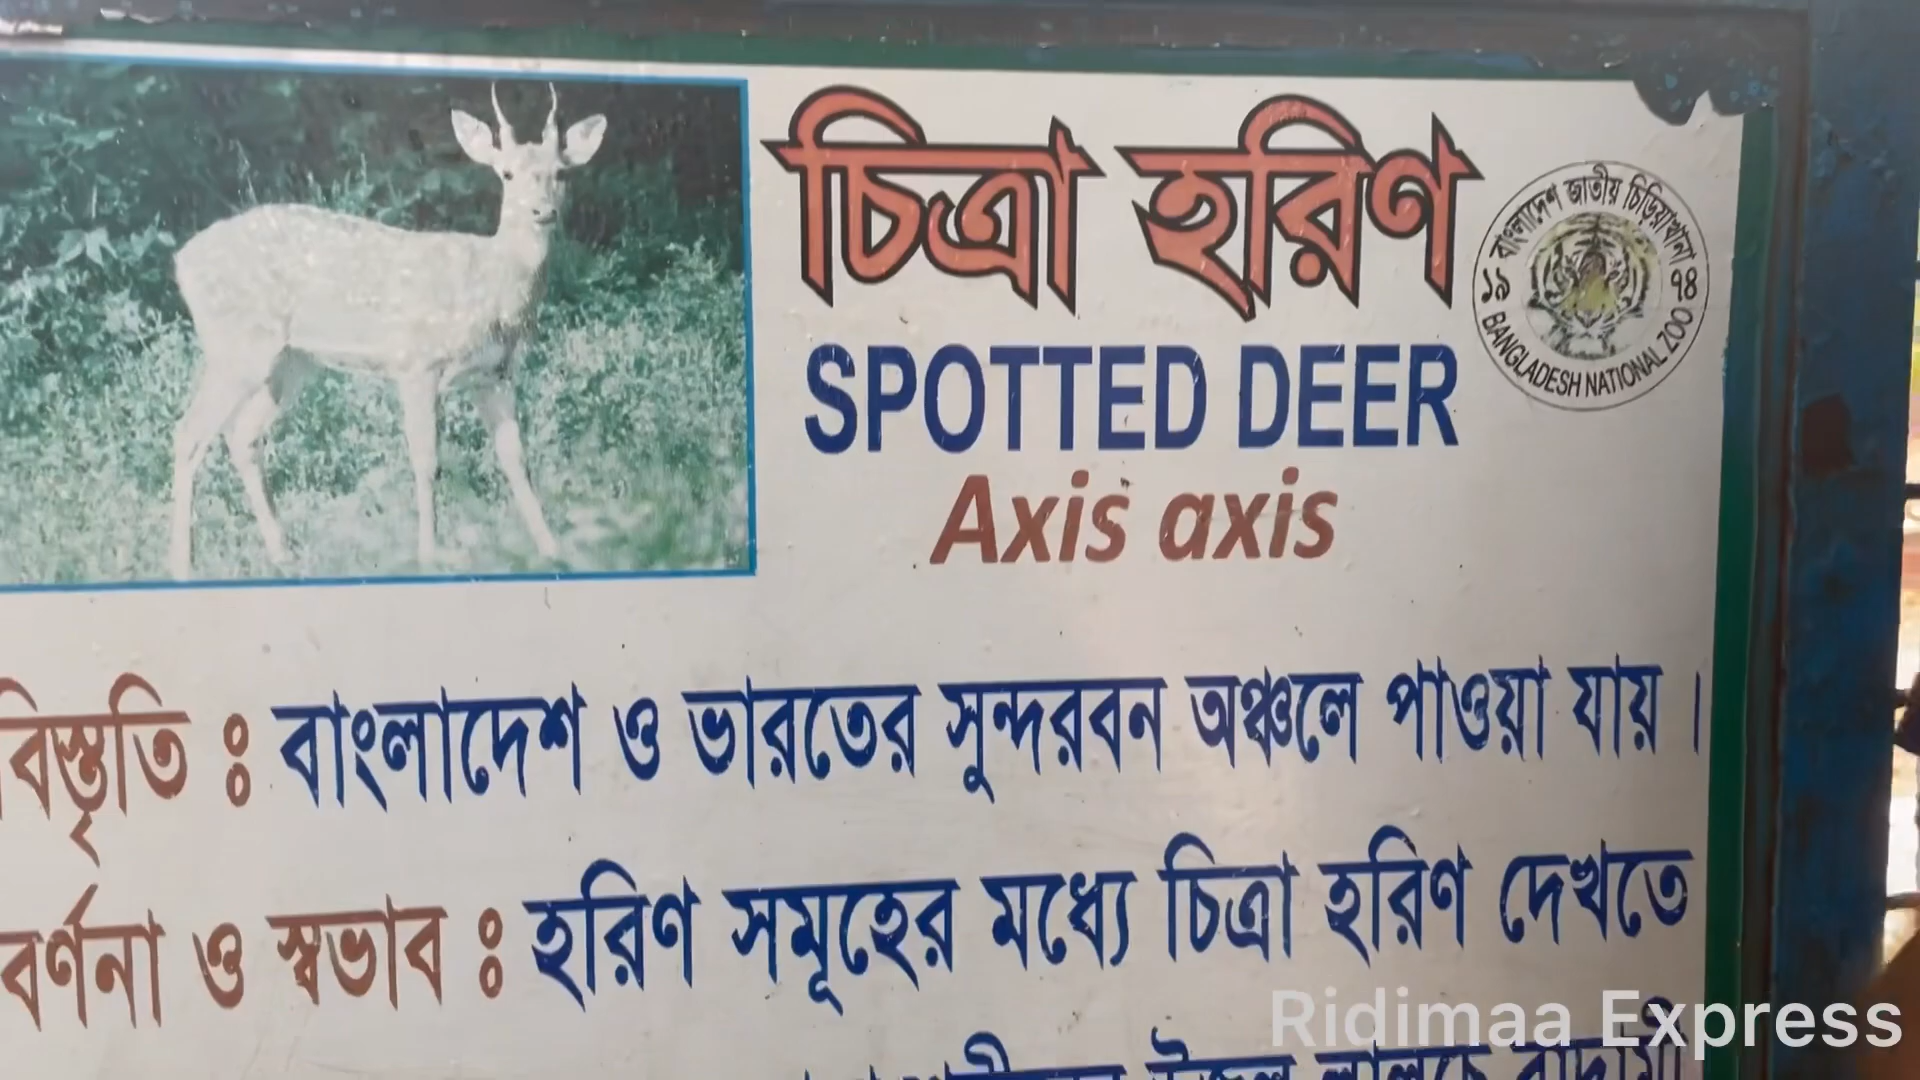 চিত্রা হরিণ
বাংলাদেশ জাতীয় চিড়িয়াখানা
১৯ ৭৪
BANGLADESH NATIONAL ZOO
SPOTTED DEER
Axis axis
বিস্তৃতি : বাংলাদেশ ও ভারতের সুন্দরবন অঞ্চলে পাওয়া যায় ।
বর্ণনা ও স্বভাব : হরিণ সমূহের মধ্যে চিত্রা হরিণ দেখতে
লালচে বাদামী
Ridimaa Express